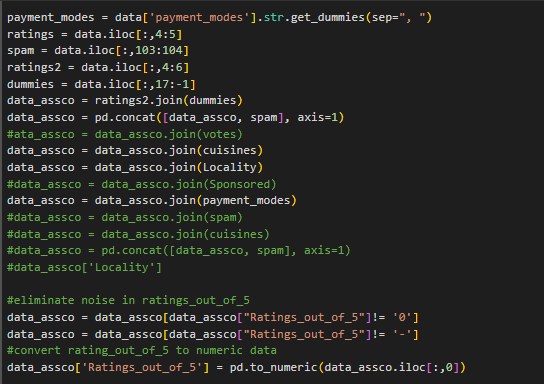 payment_modes = data['payment_modes'].str.get_dummies(sep=", ")
ratings = data.iloc[:,4:5]
spam = data.iloc[:,103:104]
ratings2 = data.iloc[:,4:6]
dummies = data.iloc[:,17:-1]
data_assco = ratings2.join(dummies)
data_assco = pd.concat([data_assco, spam], axis=1)
#ata_assco = data_assco.join(votes)
data_assco = data_assco.join(cuisines)
data_assco = data_assco.join(Locality)
#data_assco = data_assco.join(Sponsored)
data_assco = data_assco.join(payment_modes)
#data_assco = data_assco.join(spam)
#data_assco = data_assco.join(cuisines)
#data_assco = pd.concat([data_assco, spam], axis=1)
#data_assco['Locality']

#eliminate noise in ratings_out_of_5
data_assco = data_assco[data_assco["Ratings_out_of_5"]!= '0']
data_assco = data_assco[data_assco["Ratings_out_of_5"]!= '-']
#convert rating_out_of_5 to numeric data
data_assco['Ratings_out_of_5'] = pd.to_numeric(data_assco.iloc[:,0])